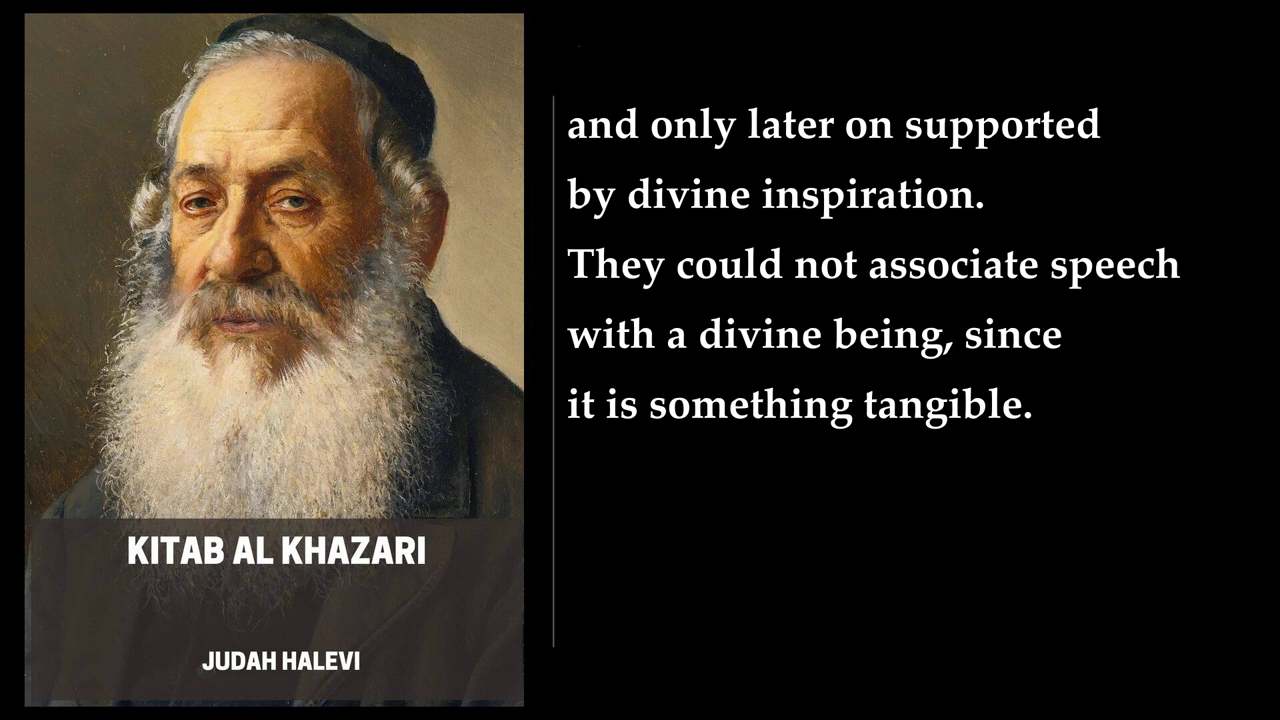 KITAB AL KHAZARI
JUDAH HALEVI
and only later on supported
by divine inspiration.
They could not associate speech
with a divine being, since
it is something tangible.